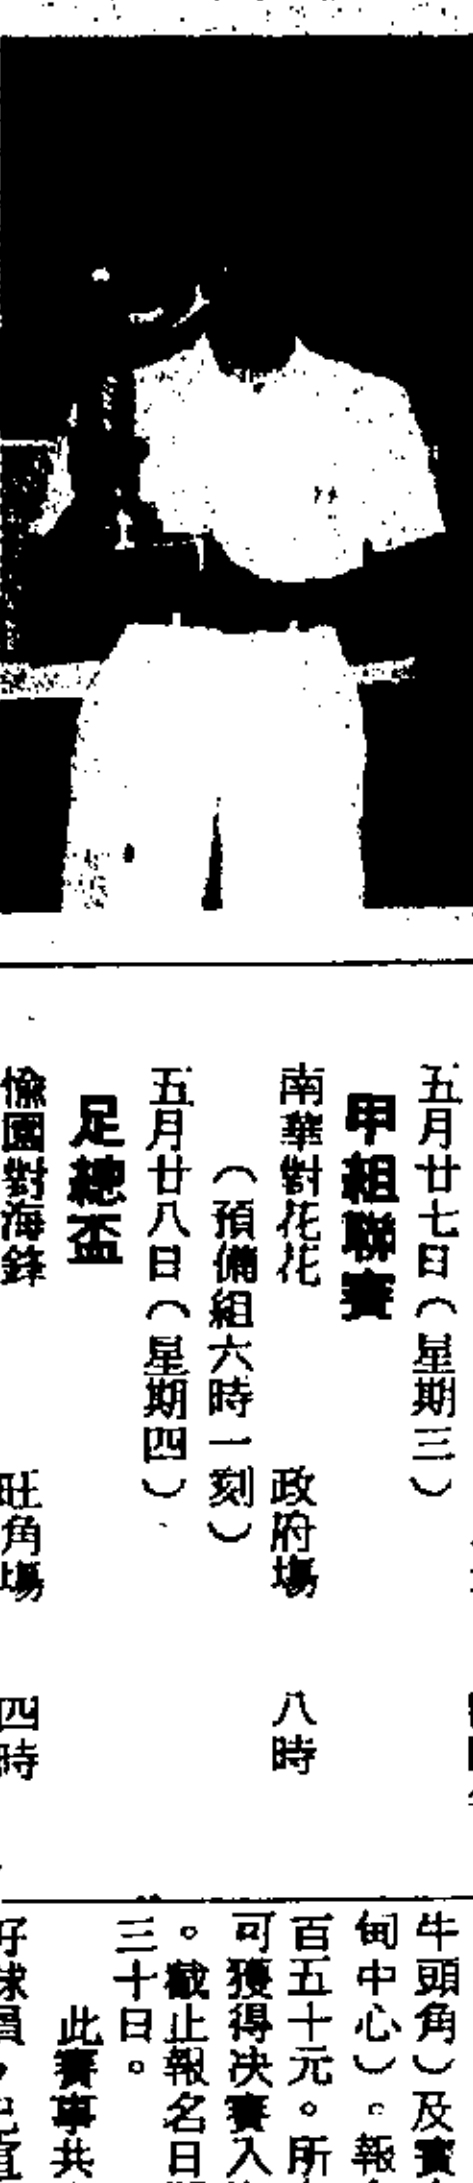 五月廿七日（星期三）
甲組聯賽
南華對花花　政府場　八時
（預備組六時一刻）
五月廿八日（星期四）
足總盃
愉園對海鋒　旺角場　四時
牛頭角）及寶
甸中心）。報
百五十元。所
可獲得決賽入
。截止報名日
三十日。
此賽事共
好球員，